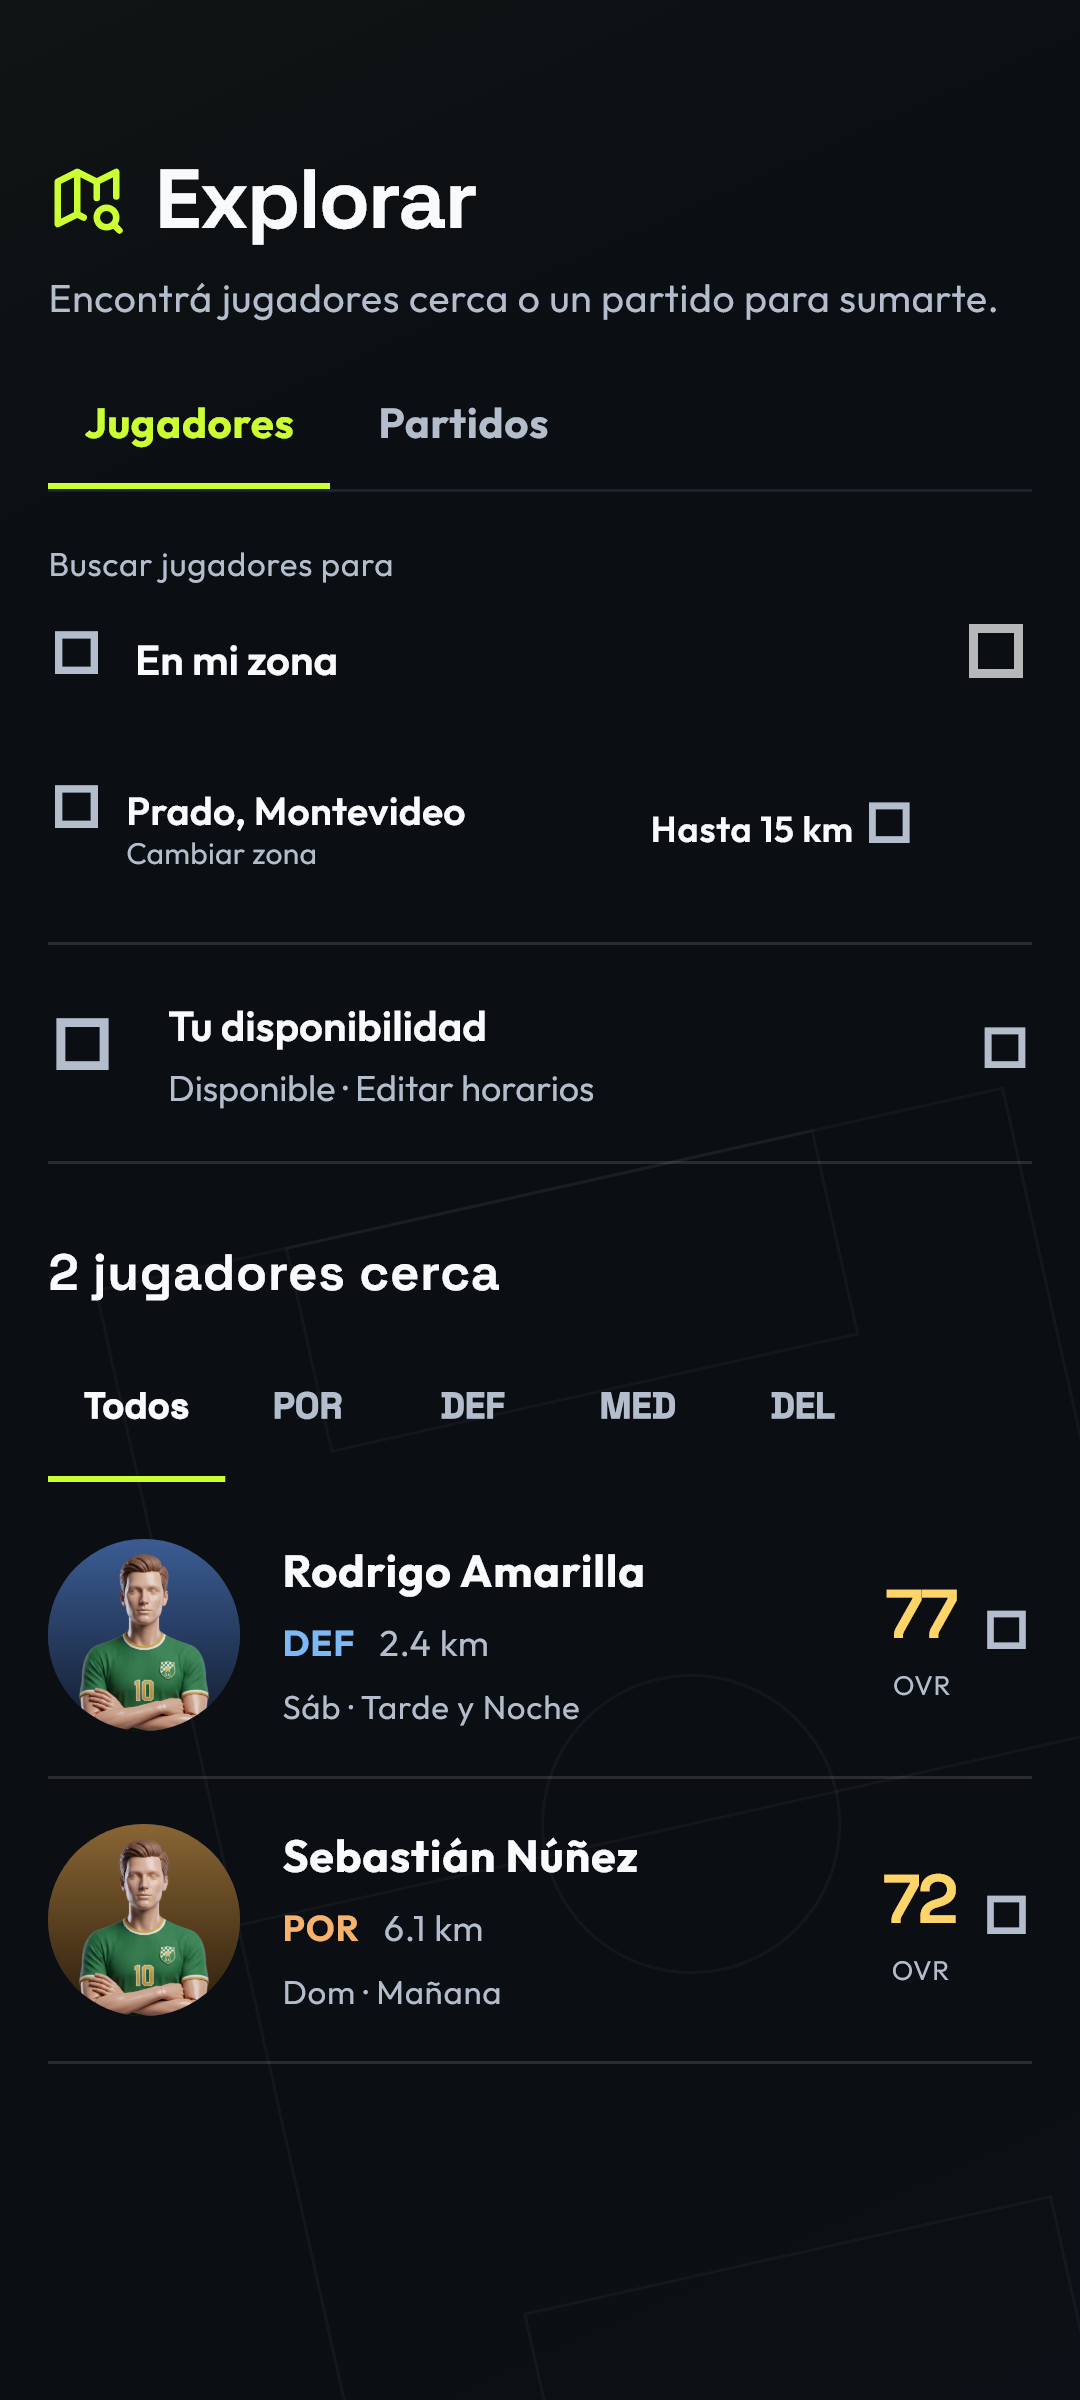 Explorar
Encontrá jugadores cerca o un partido para sumarte.
Jugadores
Partidos
Buscar jugadores para
En mi zona
Prado, Montevideo
Cambiar zona
Hasta 15 km
Tu disponibilidad
Disponible · Editar horarios
2 jugadores cerca
Todos
POR
DEF
MED
DEL
Rodrigo Amarilla
DEF 2.4 km
Sáb · Tarde y Noche
77
OVR
10
Sebastián Núñez
POR 6.1 km
Dom · Mañana
72
OVR
10